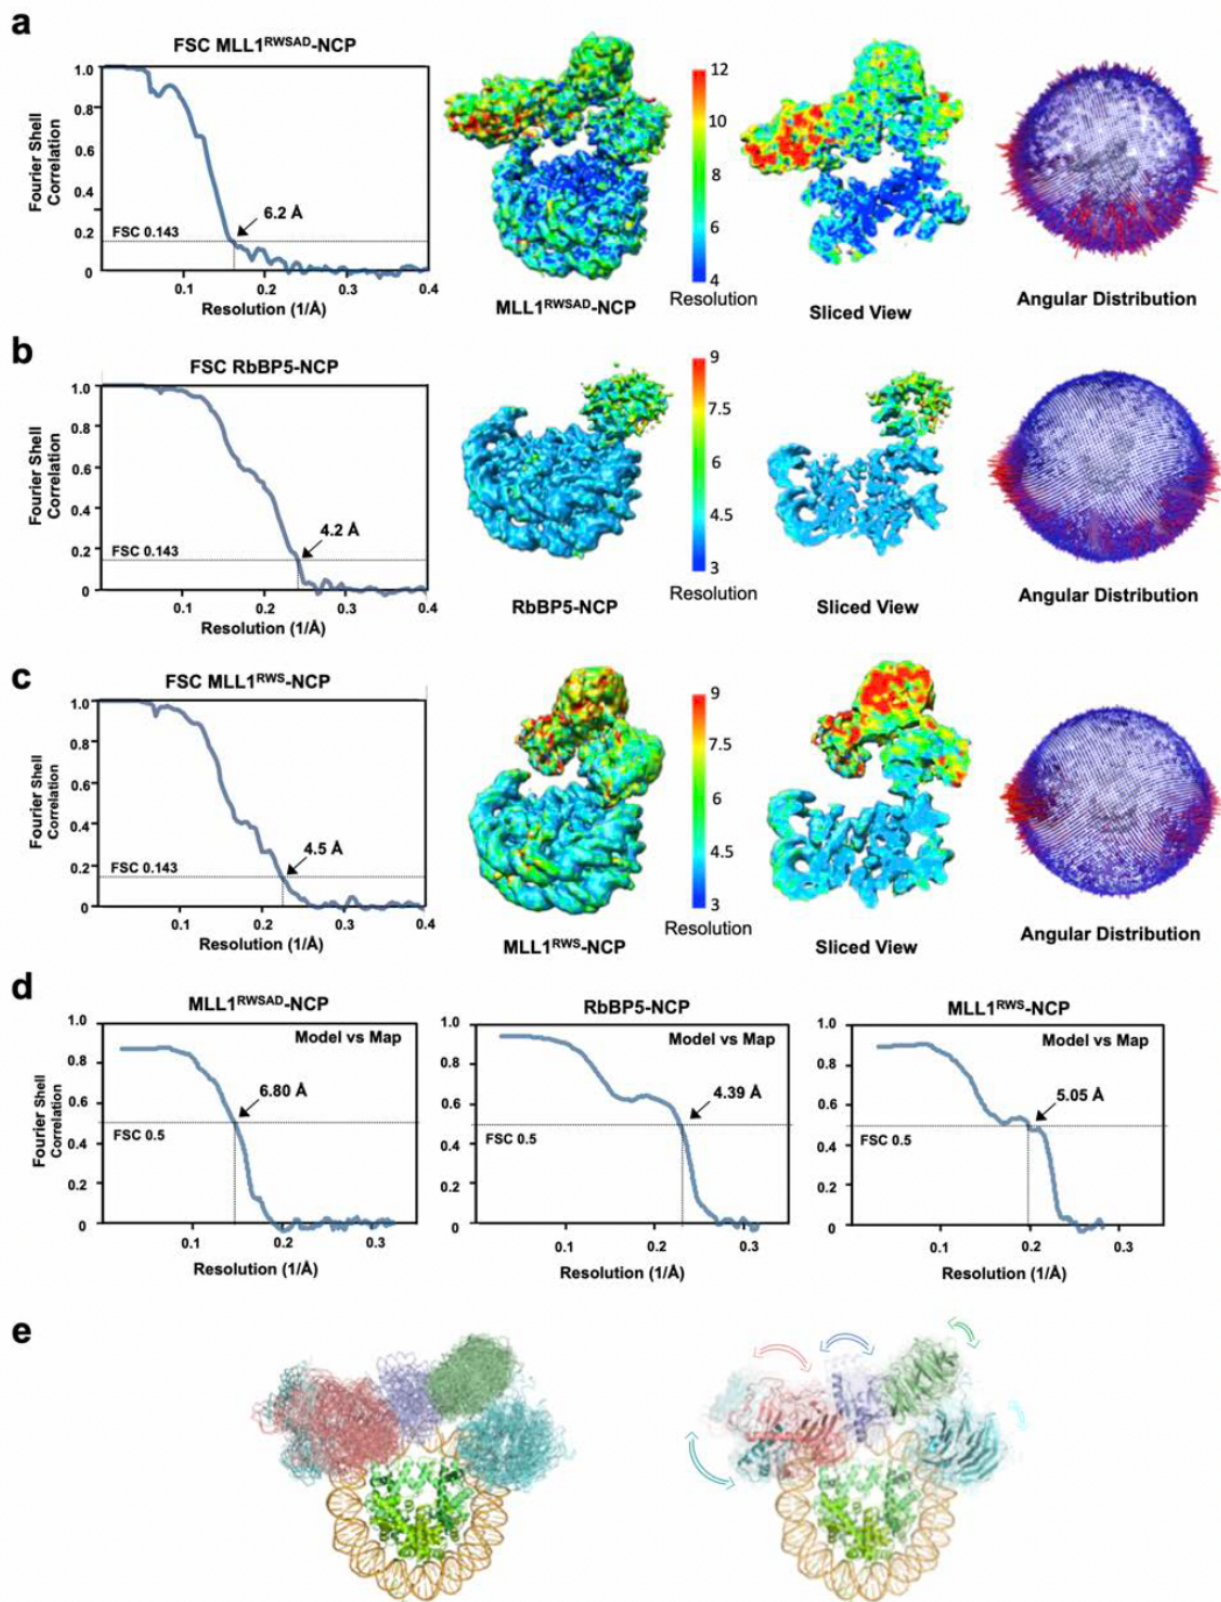 a
FSC MLL1RWSAD-NCP
Fourier Shell
Correlation
1.0
0.8
0.6
0.4
0.2
0
FSC 0.143
6.2 Å
0.1
0.2
0.3
0.4
Resolution (1/Å)
MLL1RWSAD-NCP
12
10
8
6
4
Resolution
Sliced View
Angular Distribution
b
FSC RbBP5-NCP
Fourier Shell
Correlation
1.0
0.8
0.6
0.4
0.2
0
FSC 0.143
4.2 Å
0.1
0.2
0.3
0.4
Resolution (1/Å)
RbBP5-NCP
9
7.5
6
4.5
3
Resolution
Sliced View
Angular Distribution
c
FSC MLL1RWS-NCP
Fourier Shell
Correlation
1.0
0.8
0.6
0.4
0.2
0
FSC 0.143
4.5 Å
0.1
0.2
0.3
0.4
Resolution (1/Å)
MLL1RWS-NCP
9
7.5
6
4.5
3
Resolution
Sliced View
Angular Distribution
d
MLL1RWSAD-NCP
Fourier Shell
Correlation
1.0
0.8
0.6
0.4
0.2
0
Model vs Map
6.80 Å
FSC 0.5
0.1
0.2
0.3
Resolution (1/Å)
RbBP5-NCP
1.0
0.8
0.6
0.4
0.2
0
Model vs Map
4.39 Å
FSC 0.5
0.1
0.2
0.3
Resolution (1/Å)
MLL1RWS-NCP
1.0
0.8
0.6
0.4
0.2
0
Model vs Map
5.05 Å
FSC 0.5
0.1
0.2
0.3
Resolution (1/Å)
e